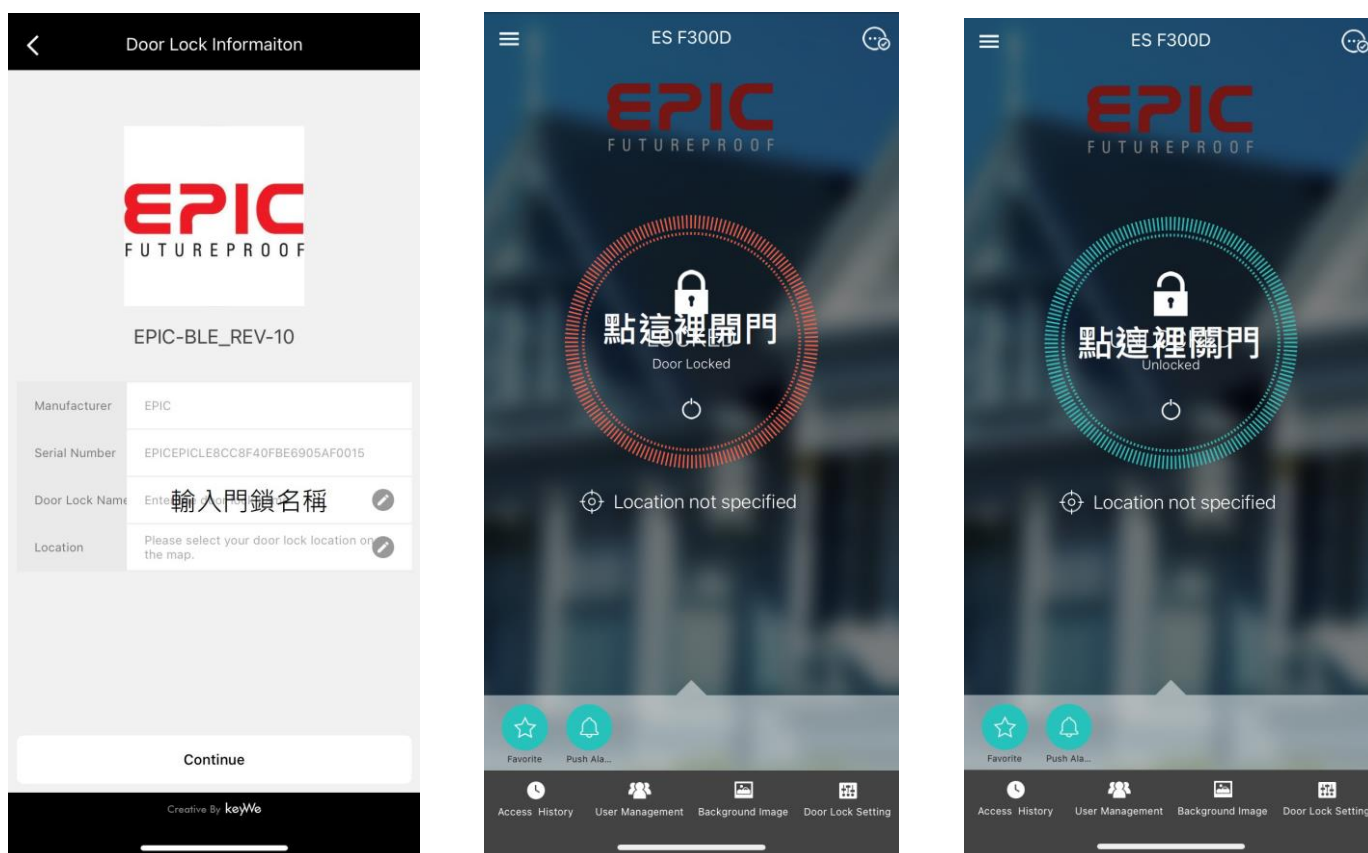 Door Lock Informaiton
EPIC
FUTUREPROOF
EPIC-BLE_REV-10
Manufacturer EPIC
Serial Number EPICEPICLE8CC8F40FBE6905AF0015
Door Lock Name 輸入門鎖名稱
Location Please select your door lock location on
the map.
Continue
Creative By keyWe
ES F300D
EPIC
FUTUREPROOF
點這裡開門
Door Locked
Location not specified
Favorite Push Ala...
Access History User Management Background Image Door Lock Setting
ES F300D
EPIC
FUTUREPROOF
點這裡關門
Unlocked
Location not specified
Favorite Push Ala...
Access History User Management Background Image Door Lock Setting